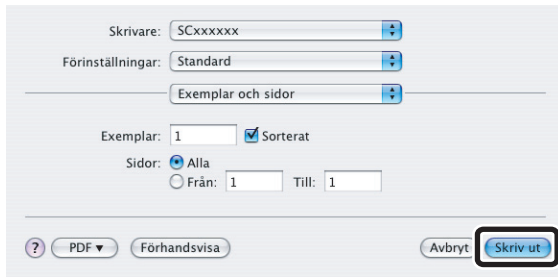 Skrivare: SCxxxxxx
Förinställningar: Standard
Exemplar och sidor
Exemplar: 1 Sorterat
Sidor: Alla
Från: 1 Till: 1
? PDF Förhandsvisa Avbryt Skriv ut